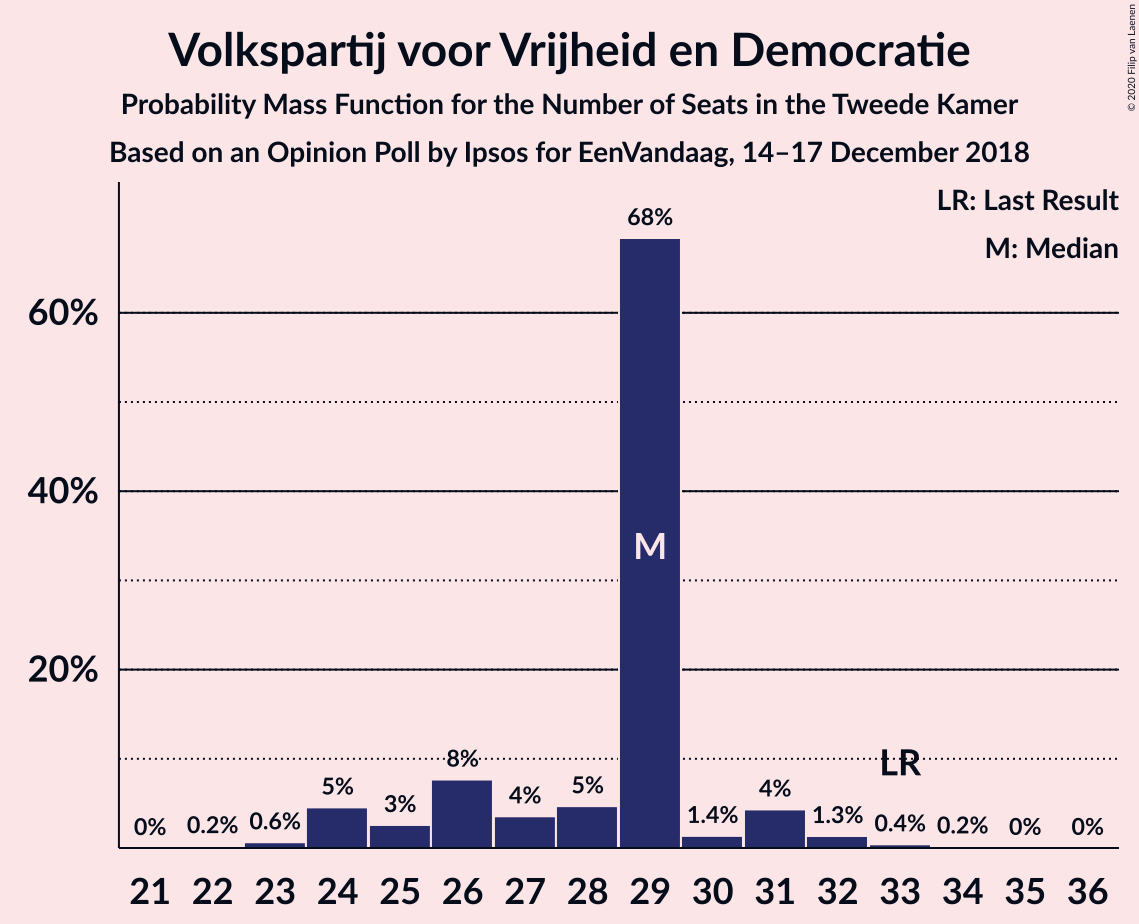 Volkspartij voor Vrijheid en Democratie
Probability Mass Function for the Number of Seats in the Tweede Kamer
Based on an Opinion Poll by Ipsos for EenVandaag, 14–17 December 2018
© 2020 Filip van Laenen
LR: Last Result
M: Median
60%
40%
20%
0% 0.2% 0.6% 5% 3% 8% 4% 5% 68% 1.4% 4% 1.3% 0.4% 0.2% 0% 0%
M
LR
21 22 23 24 25 26 27 28 29 30 31 32 33 34 35 36